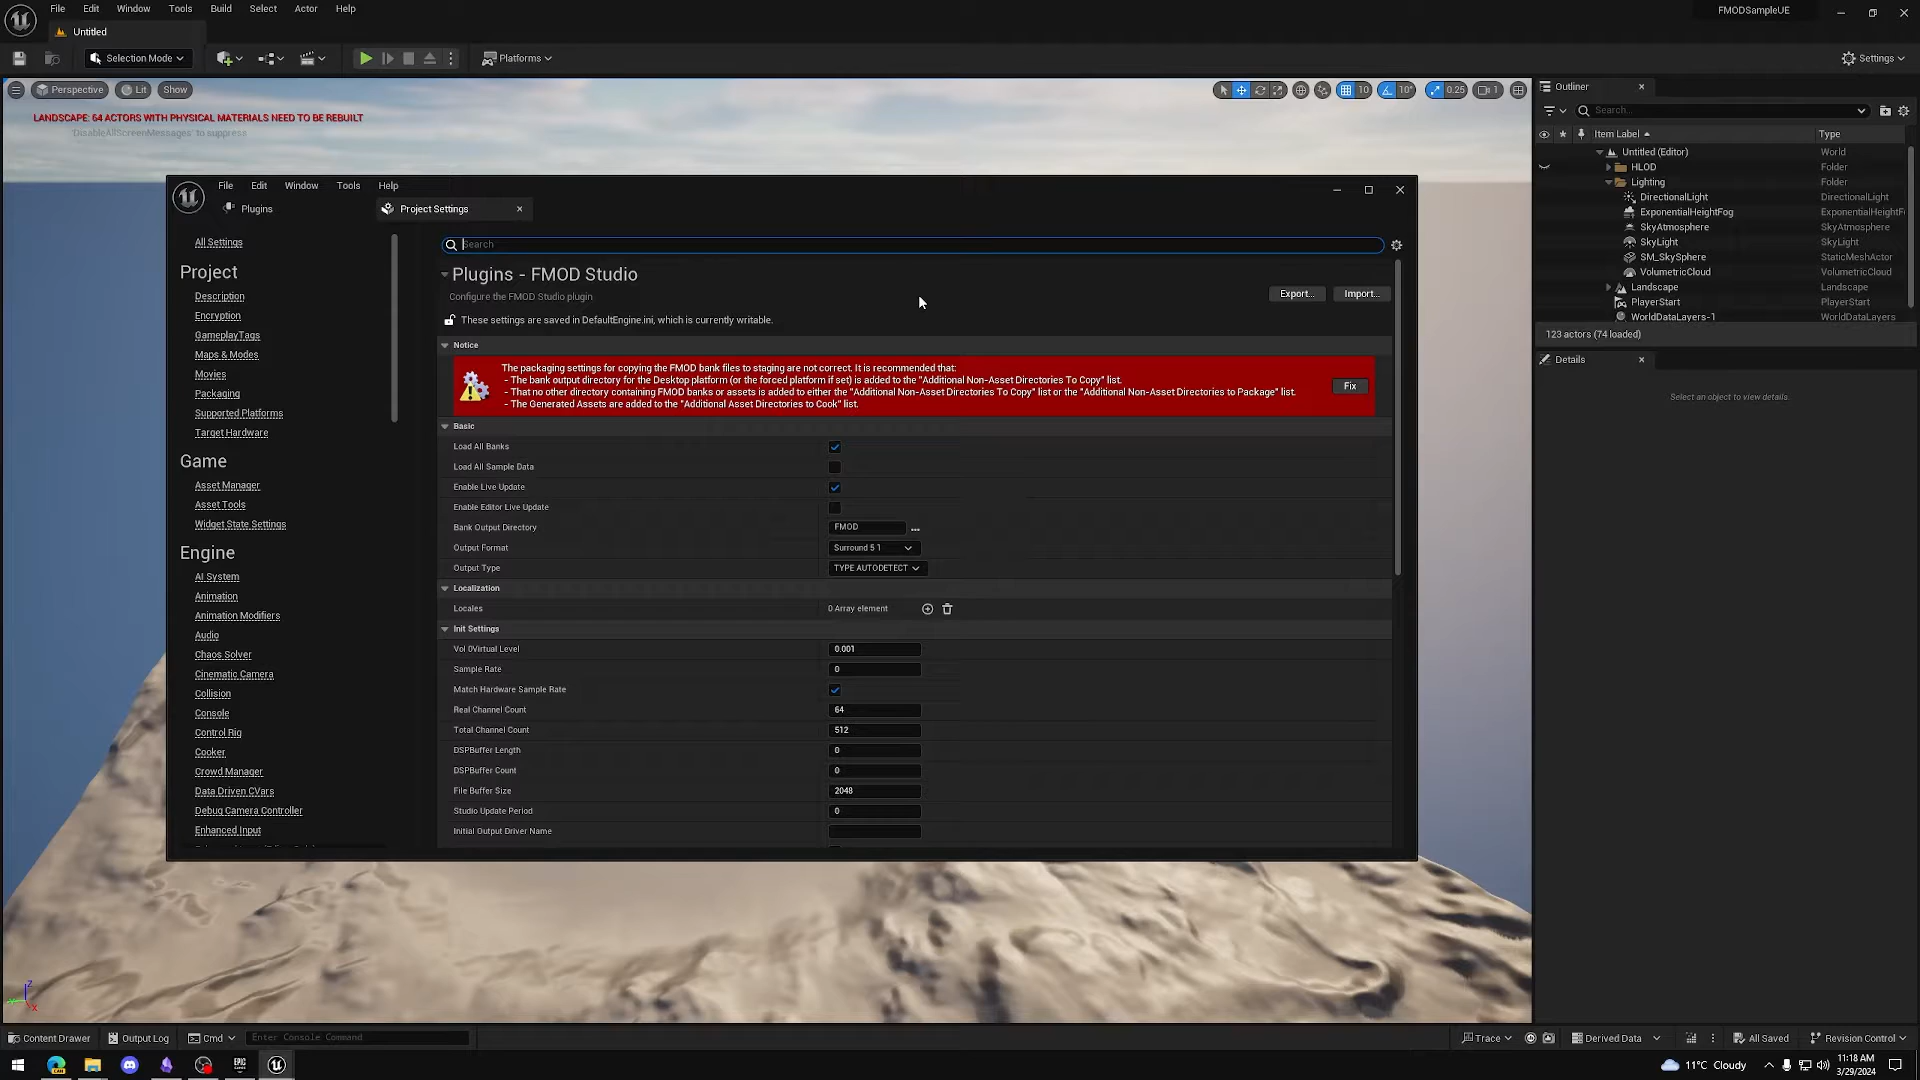 File Edit Window Tools Build Select Actor Help
FMODSampleUE
Untitled
Selection Mode
Platforms
Settings
Perspective Lit Show
10 10° 0.25 1
LANDSCAPE: 64 ACTORS WITH PHYSICAL MATERIALS NEED TO BE REBUILT
'DisableAllScreenMessages' to suppress
Outliner
Search...
Item Label Type
Untitled (Editor) World
HLOD Folder
Lighting Folder
DirectionalLight DirectionalLight
ExponentialHeightFog ExponentialHeightF
SkyAtmosphere SkyAtmosphere
SkyLight SkyLight
SM_SkySphere StaticMeshActor
VolumetricCloud VolumetricCloud
Landscape Landscape
PlayerStart PlayerStart
WorldDataLayers-1 WorldDataLayers
123 actors (74 loaded)
Details
Select an object to view details.
File Edit Window Tools Help
Plugins
Project Settings
All Settings
Project
Description
Encryption
GameplayTags
Maps & Modes
Movies
Packaging
Supported Platforms
Target Hardware
Game
Asset Manager
Asset Tools
Widget State Settings
Engine
AI System
Animation
Animation Modifiers
Audio
Chaos Solver
Cinematic Camera
Collision
Console
Control Rig
Cooker
Crowd Manager
Data Driven CVars
Debug Camera Controller
Enhanced Input
Search
Plugins - FMOD Studio
Configure the FMOD Studio plugin
Export... Import...
These settings are saved in DefaultEngine.ini, which is currently writable.
Notice
The packaging settings for copying the FMOD bank files to staging are not correct. It is recommended that:
- The bank output directory for the Desktop platform (or the forced platform if set) is added to the "Additional Non-Asset Directories To Copy" list.
- That no other directory containing FMOD banks or assets is added to either the "Additional Non-Asset Directories To Copy" list or the "Additional Non-Asset Directories to Package" list.
- The Generated Assets are added to the "Additional Asset Directories to Cook" list.
Fix
Basic
Load All Banks
Load All Sample Data
Enable Live Update
Enable Editor Live Update
Bank Output Directory FMOD ...
Output Format Surround 5 1
Output Type TYPE AUTODETECT
Localization
Locales 0 Array element
Init Settings
Vol 0Virtual Level 0.001
Sample Rate 0
Match Hardware Sample Rate
Real Channel Count 64
Total Channel Count 512
DSPBuffer Length 0
DSPBuffer Count 0
File Buffer Size 2048
Studio Update Period 0
Initial Output Driver Name
Z
X
Content Drawer Output Log Cmd Enter Console Command
Trace Derived Data All Saved Revision Control
EPIC GAMES
11°C Cloudy
11:18 AM
3/29/2024